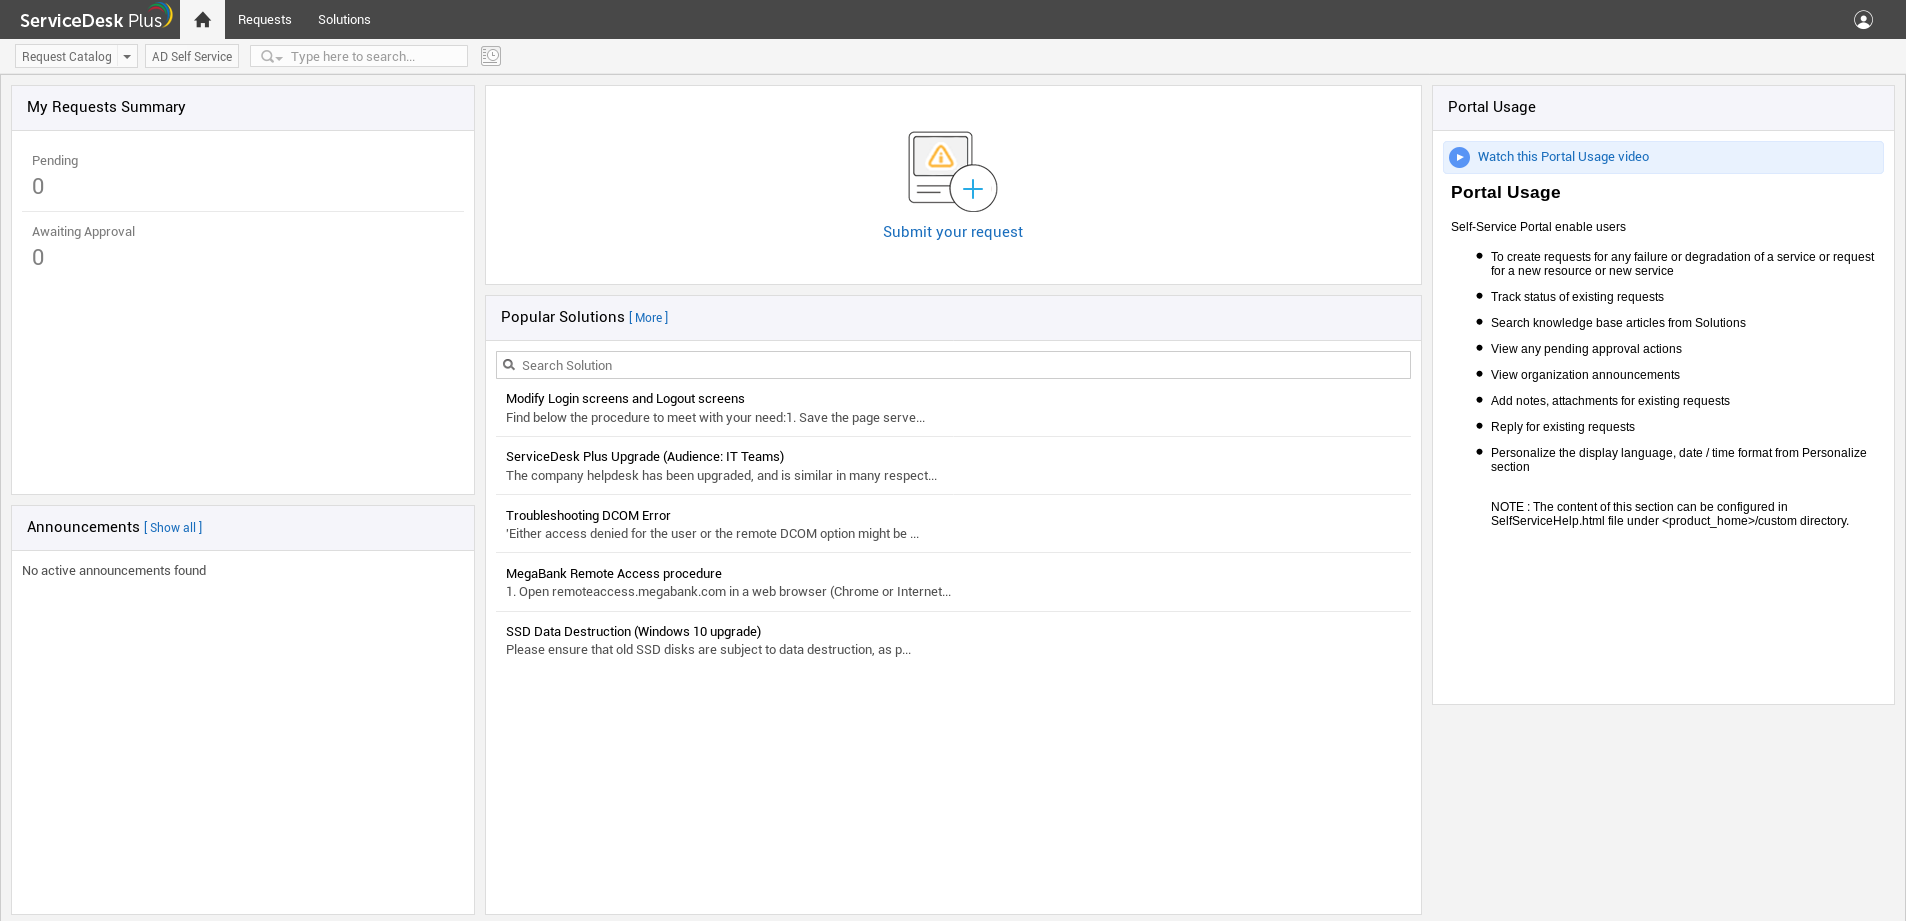 ServiceDesk Plus
Requests
Solutions
Request Catalog
AD Self Service
Type here to search...
My Requests Summary
Pending
0
Awaiting Approval
0
Announcements [ Show all ]
No active announcements found
Submit your request
Popular Solutions [ More ]
Search Solution
Modify Login screens and Logout screens
Find below the procedure to meet with your need:1. Save the page serve...
ServiceDesk Plus Upgrade (Audience: IT Teams)
The company helpdesk has been upgraded, and is similar in many respect...
Troubleshooting DCOM Error
'Either access denied for the user or the remote DCOM option might be ...
MegaBank Remote Access procedure
1. Open remoteaccess.megabank.com in a web browser (Chrome or Internet...
SSD Data Destruction (Windows 10 upgrade)
Please ensure that old SSD disks are subject to data destruction, as p...
Portal Usage
Watch this Portal Usage video
Portal Usage
Self-Service Portal enable users
• To create requests for any failure or degradation of a service or request
for a new resource or new service
• Track status of existing requests
• Search knowledge base articles from Solutions
• View any pending approval actions
• View organization announcements
• Add notes, attachments for existing requests
• Reply for existing requests
• Personalize the display language, date / time format from Personalize
section
NOTE : The content of this section can be configured in
SelfServiceHelp.html file under <product_home>/custom directory.